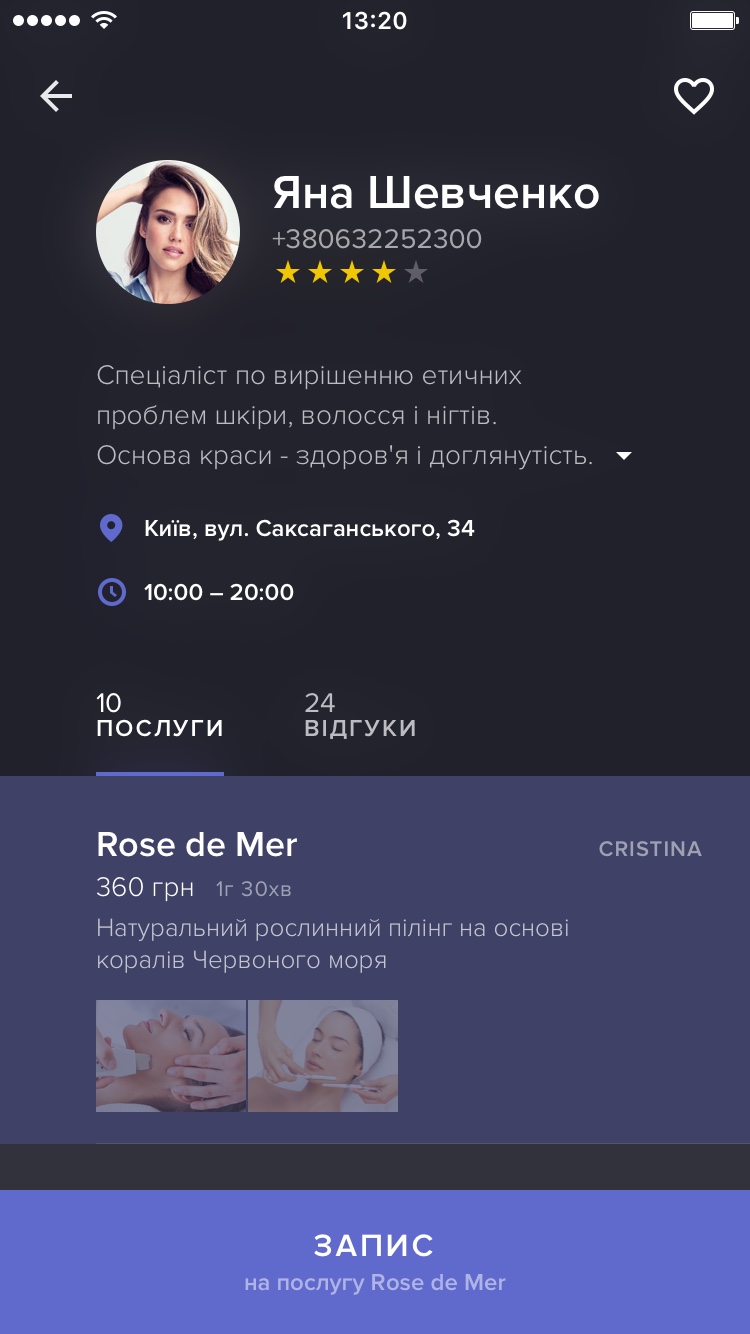 13:20
Яна Шевченко
+380632252300
Спеціаліст по вирішенню етичних
проблем шкіри, волосся і нігтів.
Основа краси - здоров'я і доглянутість.
Київ, вул. Саксаганського, 34
10:00 – 20:00
10
ПОСЛУГИ
24
ВІДГУКИ
Rose de Mer
CRISTINA
360 грн 1г 30хв
Натуральний рослинний пілінг на основі
коралів Червоного моря
ЗАПИС
на послугу Rose de Mer